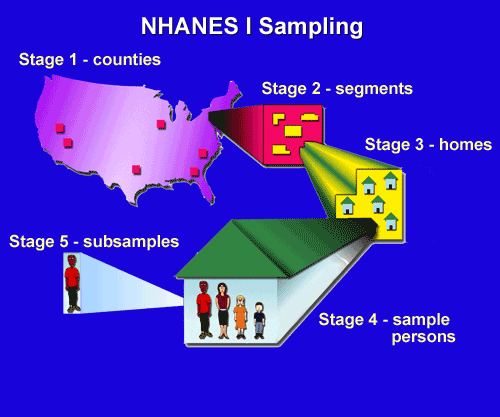 NHANES I Sampling
Stage 1 - counties
Stage 2 - segments
Stage 3 - homes
Stage 5 - subsamples
Stage 4 - sample
persons